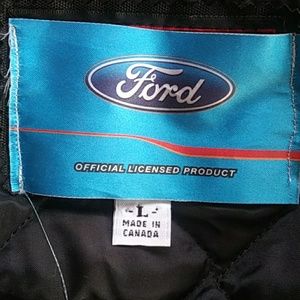 Ford
OFFICIAL LICENSED PRODUCT
-L-
MADE IN
CANADA